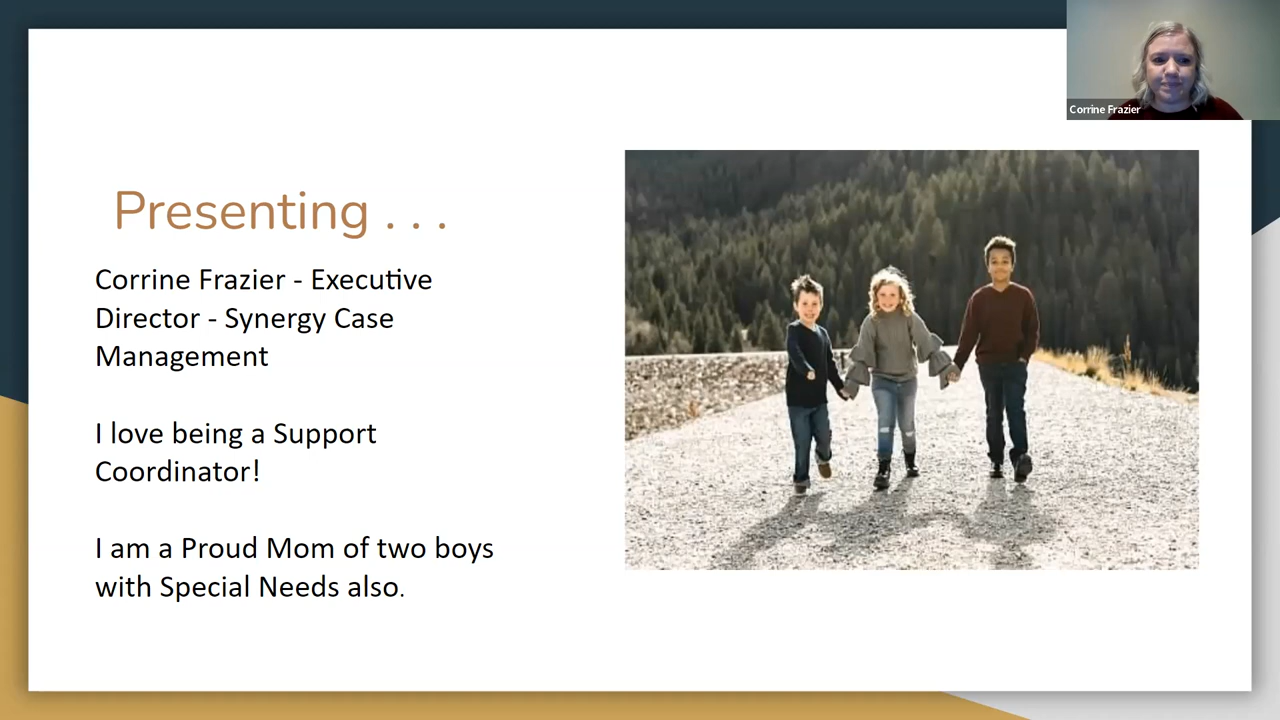 Corrine Frazier
Presenting . . .
Corrine Frazier - Executive
Director - Synergy Case
Management
I love being a Support
Coordinator!
I am a Proud Mom of two boys
with Special Needs also.